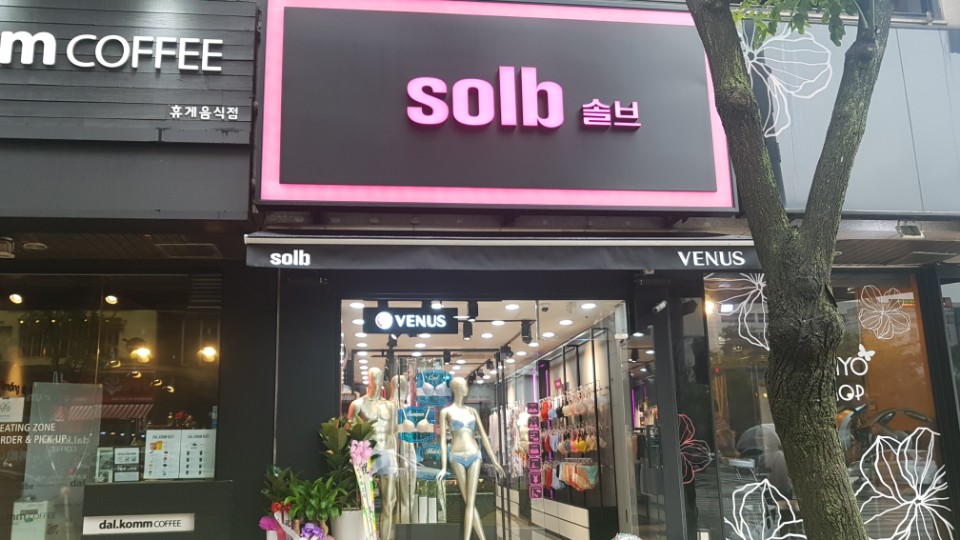 m COFFEE
휴게음식점
solb 솔브
solb
VENUS
VENUS
EATING ZONE
ORDER & PICK-UP
dal.komm COFFEE
YO